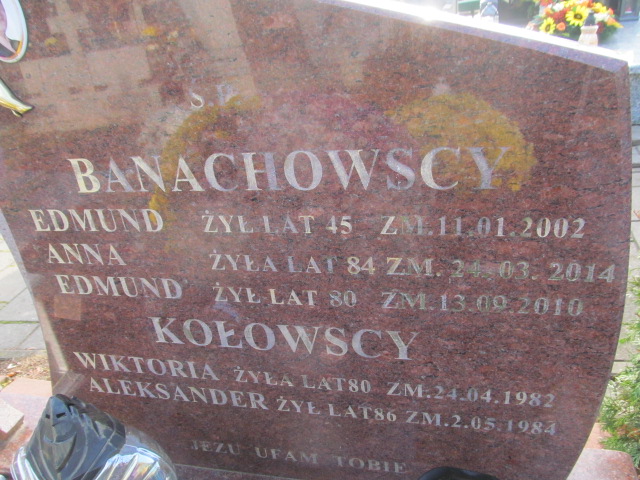 BANACHOWSCY
EDMUND ŻYŁ LAT 45 ZM.11.01.2002
ANNA ŻYŁA LAT 84 ZM. 24.03.2014
EDMUND ŻYŁ LAT 80 ZM.13.09.2010
KOŁOWSCY
WIKTORIA ŻYŁA LAT80 ZM.24.04.1982
ALEKSANDER ŻYŁ LAT86 ZM.2.05.1984
JEZU UFAM TOBIE